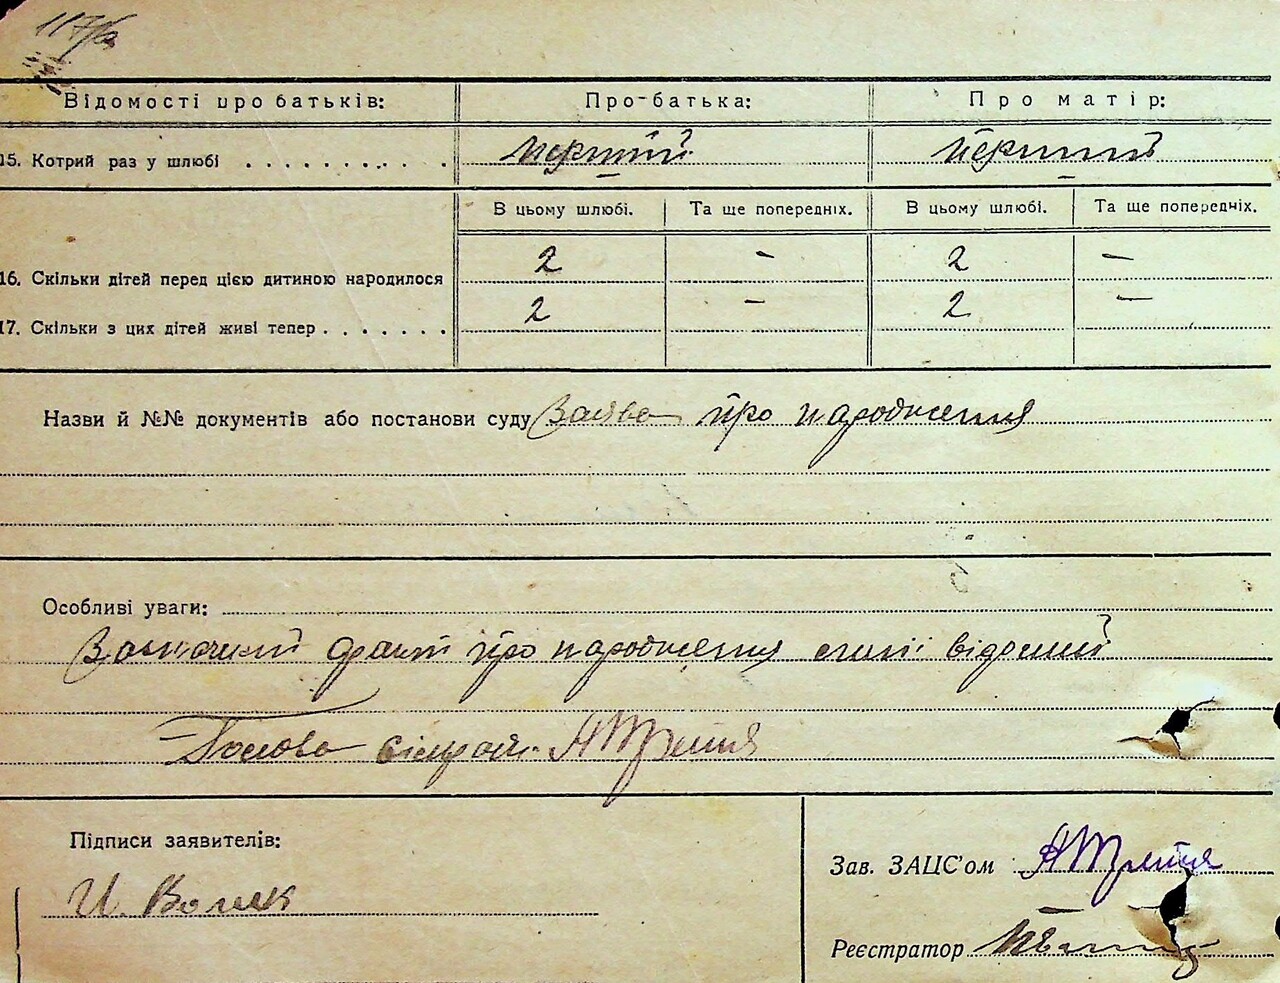 117/б
Відомості про батьків: Про батька: Про матір:
15. Котрий раз у шлюбі . . . . . . . . . . перший перший
В цьому шлюбі. Та ще попередніх. В цьому шлюбі. Та ще попередніх.
16. Скільки дітей перед цією дитиною народилося 2 - 2 -
17. Скільки з цих дітей живі тепер . . . . . . . 2 - 2 -
Назви й №№ документів або постанови суду Заява про народження
Особливі уваги:
Зазначений факт про народження відомий
Голова сільради
Підписи заявителів:
И. Волик
Зав. ЗАЦС'ом
Реєстратор